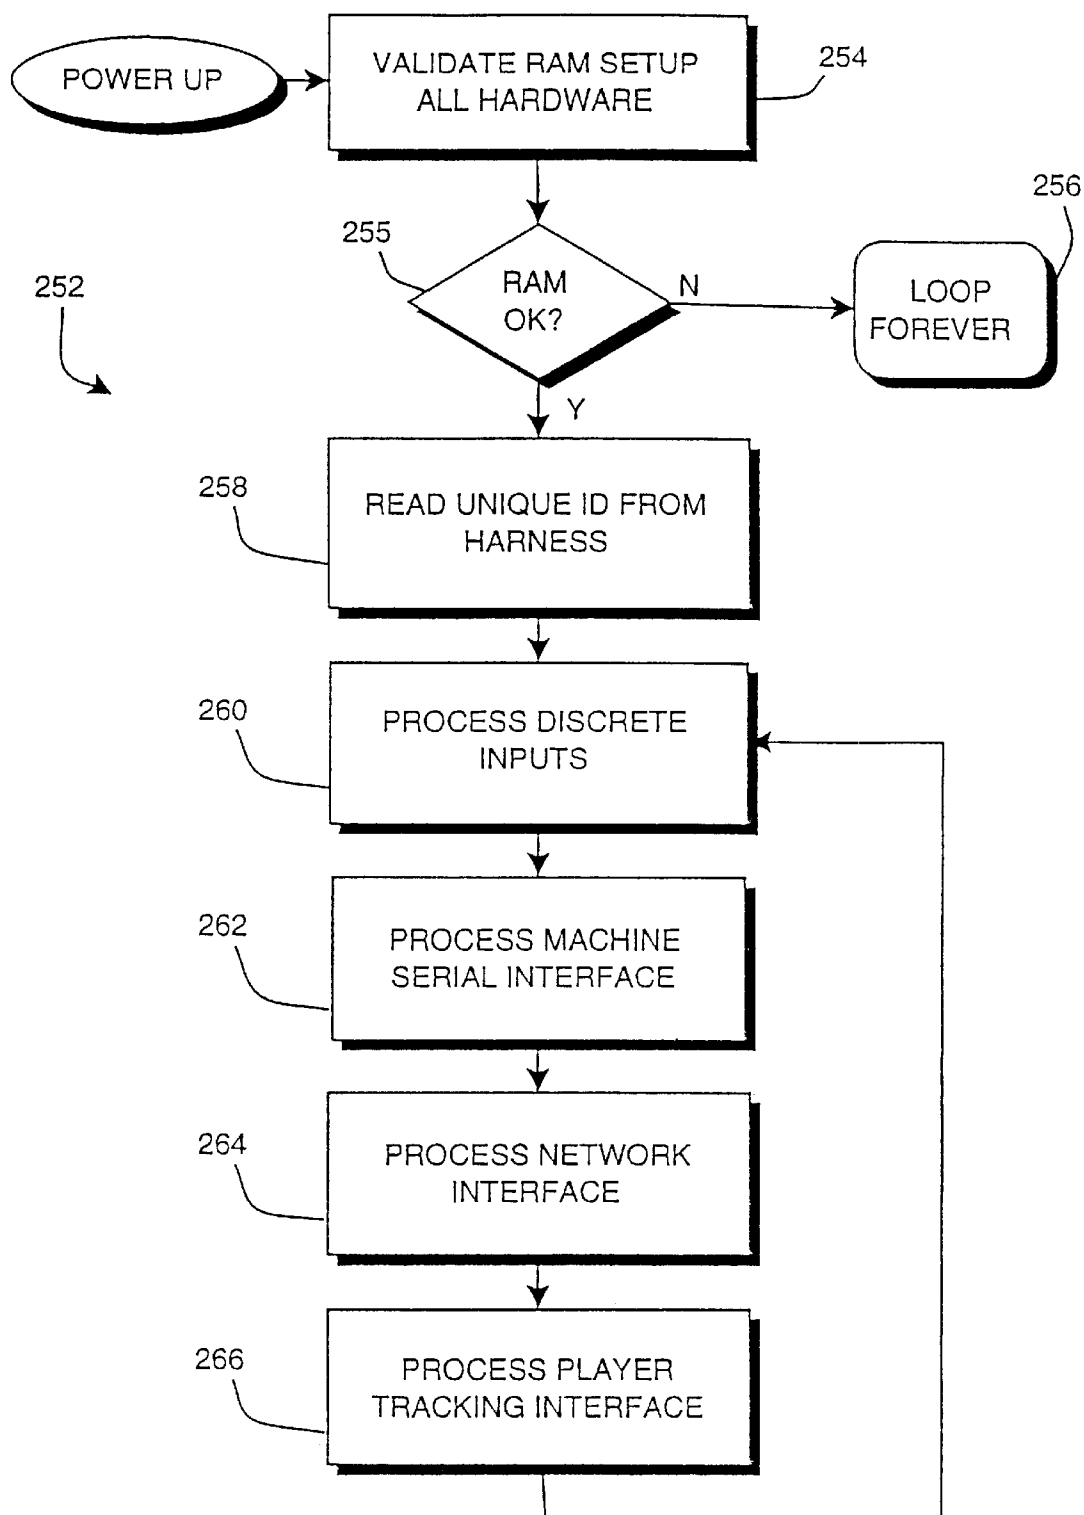 POWER UP
VALIDATE RAM SETUP
ALL HARDWARE
254
256
255
RAM
OK?
N
LOOP
FOREVER
252
Y
258
READ UNIQUE ID FROM
HARNESS
260
PROCESS DISCRETE
INPUTS
262
PROCESS MACHINE
SERIAL INTERFACE
264
PROCESS NETWORK
INTERFACE
266
PROCESS PLAYER
TRACKING INTERFACE